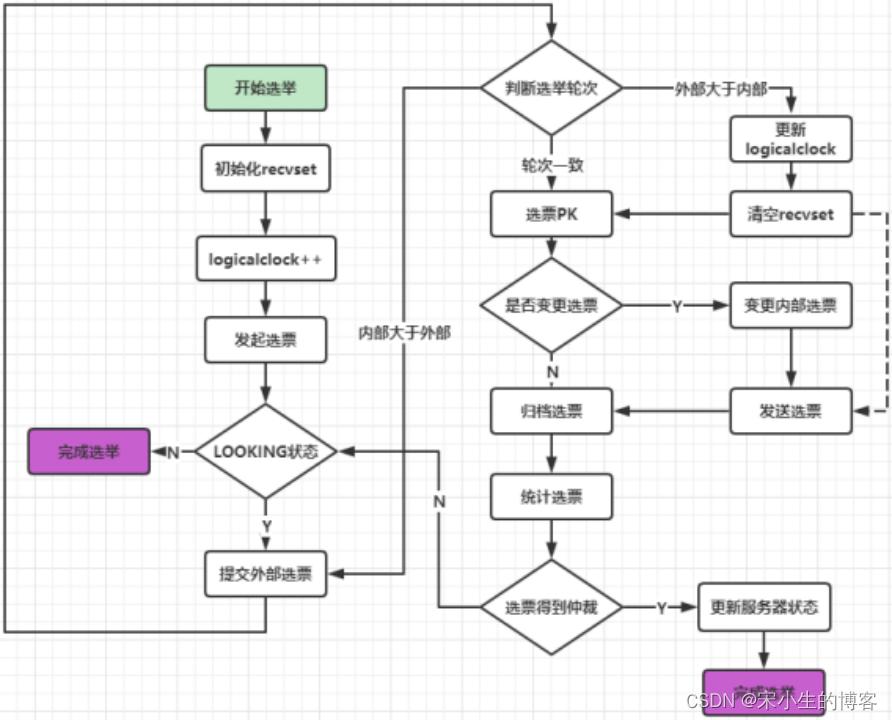 开始选举
初始化recvset
logicalclock++
发起选票
LOOKING状态
N
完成选举
Y
提交外部选票
内部大于外部
判断选举轮次
外部大于内部
更新
logicalclock
轮次一致
选票PK
清空recvset
是否变更选票
Y
变更内部选票
N
归档选票
发送选票
统计选票
N
选票得到仲裁
Y
更新服务器状态
完成选举
CSDN @宋小生的博客